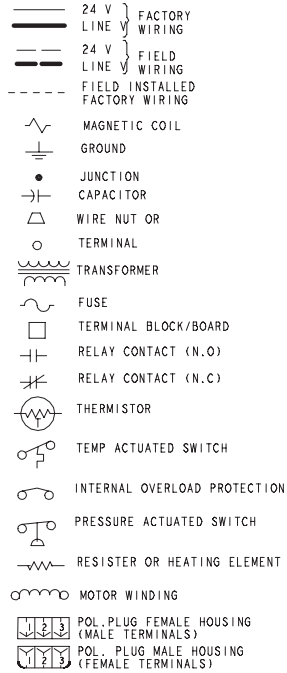 24 V
LINE V
FACTORY
WIRING
24 V
LINE V
FIELD
WIRING
FIELD INSTALLED
FACTORY WIRING
MAGNETIC COIL
GROUND
JUNCTION
CAPACITOR
WIRE NUT OR
TERMINAL
TRANSFORMER
FUSE
TERMINAL BLOCK/BOARD
RELAY CONTACT (N.O)
RELAY CONTACT (N.C)
THERMISTOR
TEMP ACTUATED SWITCH
INTERNAL OVERLOAD PROTECTION
PRESSURE ACTUATED SWITCH
RESISTER OR HEATING ELEMENT
MOTOR WINDING
1 2 3 POL.PLUG FEMALE HOUSING
(MALE TERMINALS)
1 2 3 POL. PLUG MALE HOUSING
(FEMALE TERMINALS)